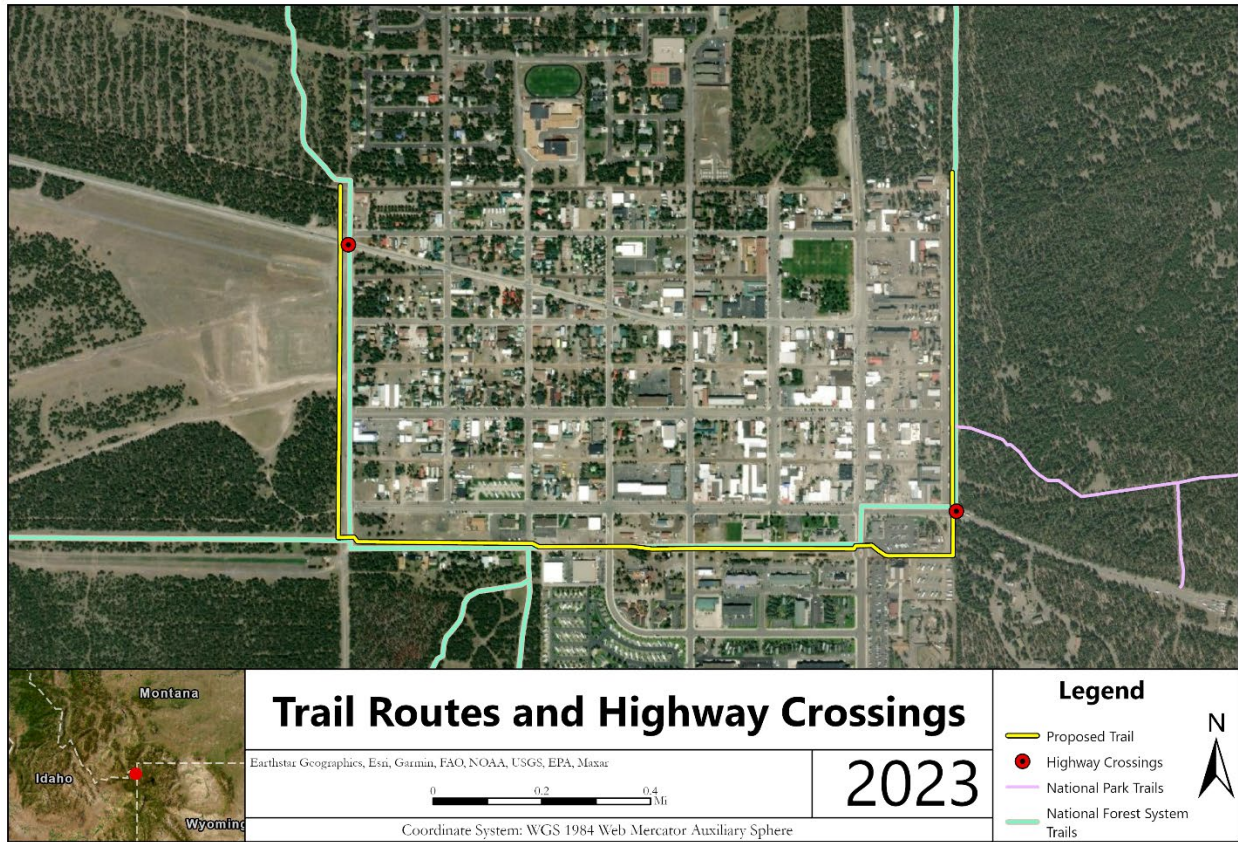 Montana
Idaho
Wyoming
Trail Routes and Highway Crossings
Earthstar Geographics, Esri, Garmin, FAO, NOAA, USGS, EPA, Maxar
0 0.2 0.4
Mi
2023
Coordinate System: WGS 1984 Web Mercator Auxiliary Sphere
Legend
N
Proposed Trail
Highway Crossings
National Park Trails
National Forest System
Trails